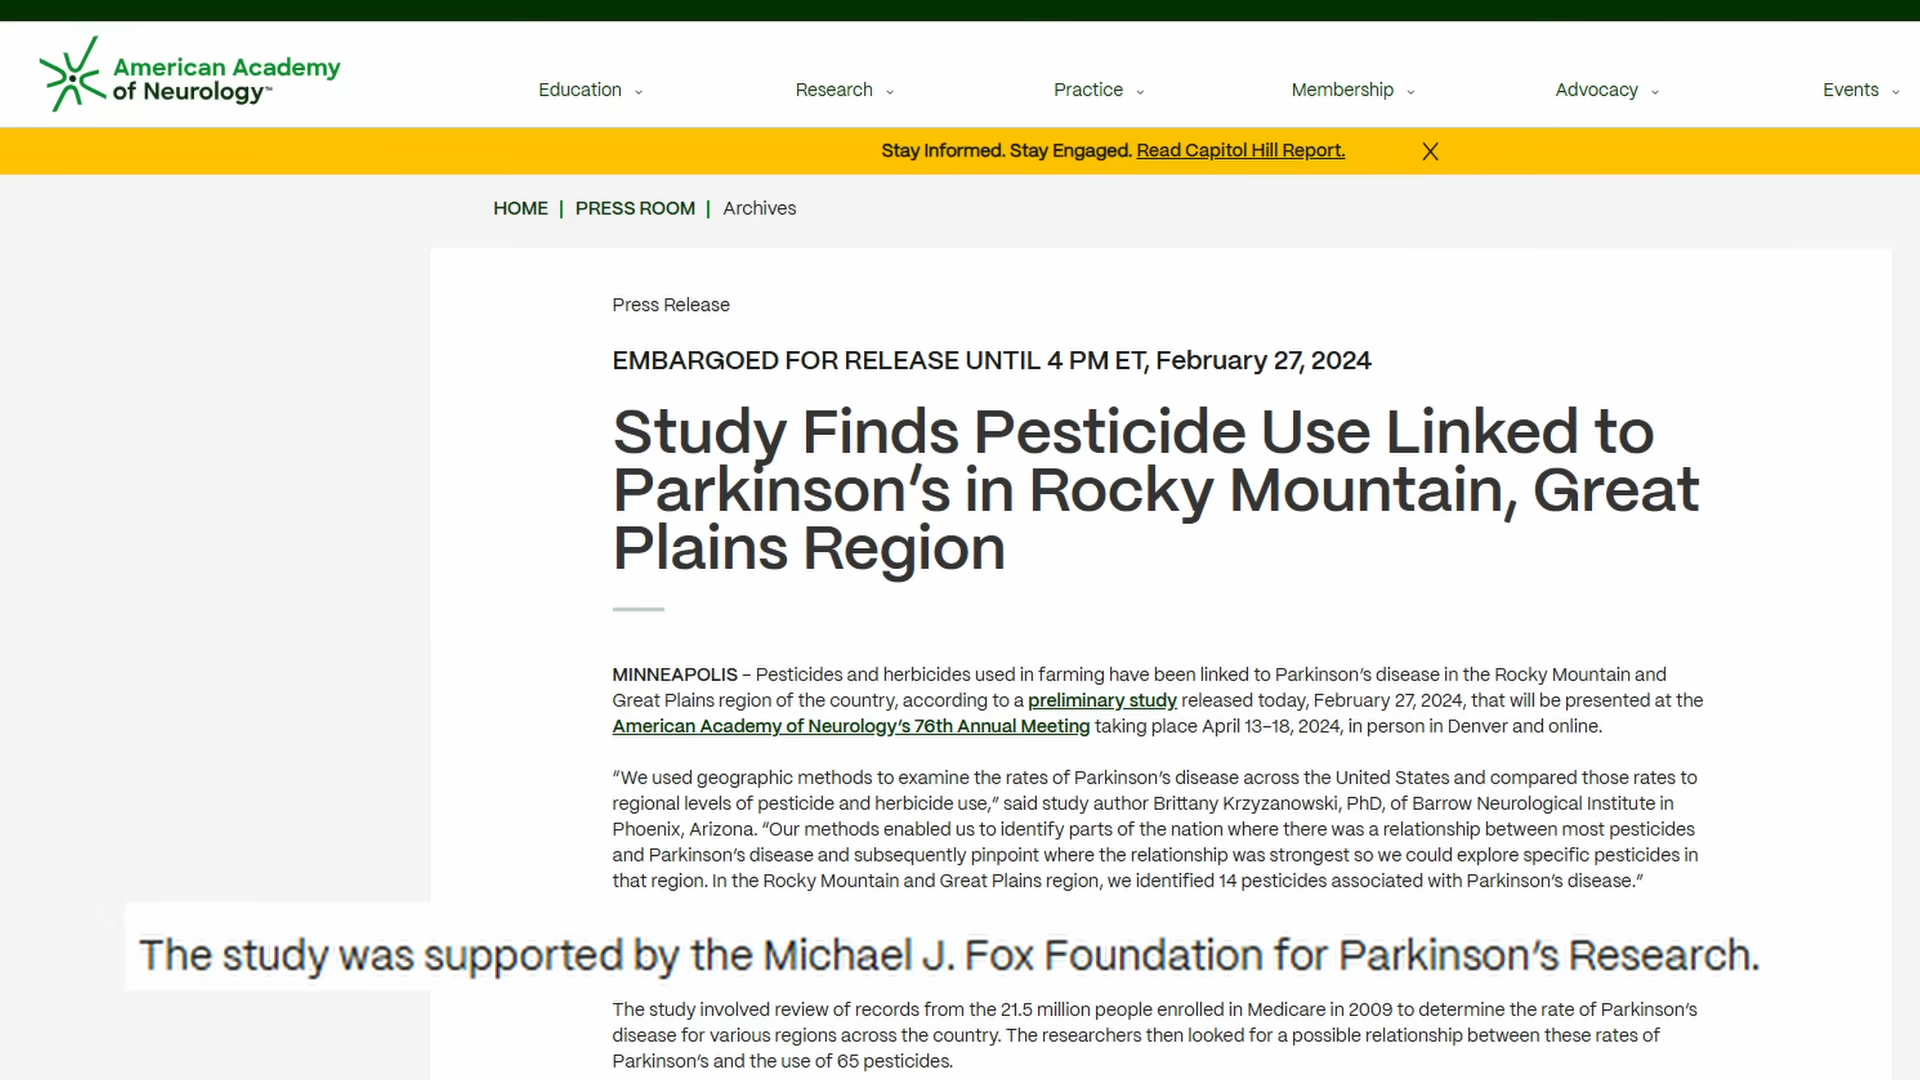 American Academy
of Neurology™
Education
Research
Practice
Membership
Advocacy
Events
Stay Informed. Stay Engaged. Read Capitol Hill Report.
HOME | PRESS ROOM | Archives
Press Release
EMBARGOED FOR RELEASE UNTIL 4 PM ET, February 27, 2024
Study Finds Pesticide Use Linked to
Parkinson’s in Rocky Mountain, Great
Plains Region
MINNEAPOLIS – Pesticides and herbicides used in farming have been linked to Parkinson’s disease in the Rocky Mountain and
Great Plains region of the country, according to a preliminary study released today, February 27, 2024, that will be presented at the
American Academy of Neurology’s 76th Annual Meeting taking place April 13–18, 2024, in person in Denver and online.
“We used geographic methods to examine the rates of Parkinson’s disease across the United States and compared those rates to
regional levels of pesticide and herbicide use,” said study author Brittany Krzyzanowski, PhD, of Barrow Neurological Institute in
Phoenix, Arizona. “Our methods enabled us to identify parts of the nation where there was a relationship between most pesticides
and Parkinson’s disease and subsequently pinpoint where the relationship was strongest so we could explore specific pesticides in
that region. In the Rocky Mountain and Great Plains region, we identified 14 pesticides associated with Parkinson’s disease.”
The study was supported by the Michael J. Fox Foundation for Parkinson’s Research.
The study involved review of records from the 21.5 million people enrolled in Medicare in 2009 to determine the rate of Parkinson’s
disease for various regions across the country. The researchers then looked for a possible relationship between these rates of
Parkinson’s and the use of 65 pesticides.